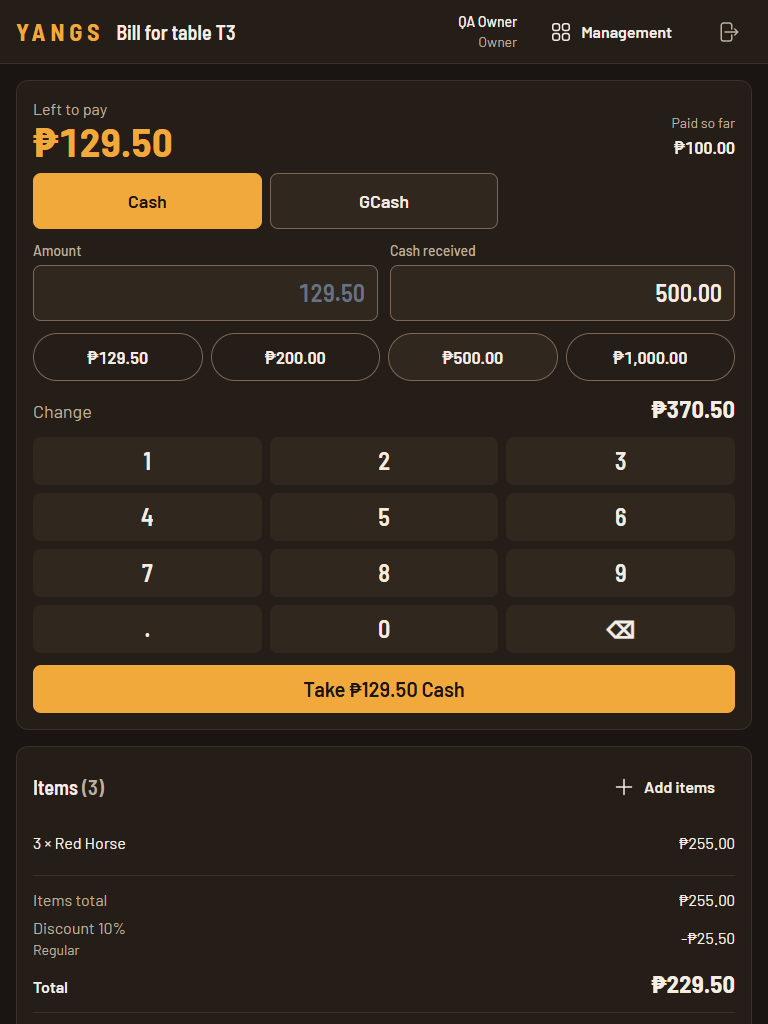 YANGS Bill for table T3
QA Owner
Owner
Management
Left to pay
₱129.50
Paid so far
₱100.00
Cash
GCash
Amount
Cash received
129.50
500.00
₱129.50
₱200.00
₱500.00
₱1,000.00
Change
₱370.50
1
2
3
4
5
6
7
8
9
.
0
⌫
Take ₱129.50 Cash
Items (3)
Add items
3 × Red Horse
₱255.00
Items total
₱255.00
Discount 10%
Regular
-₱25.50
Total
₱229.50